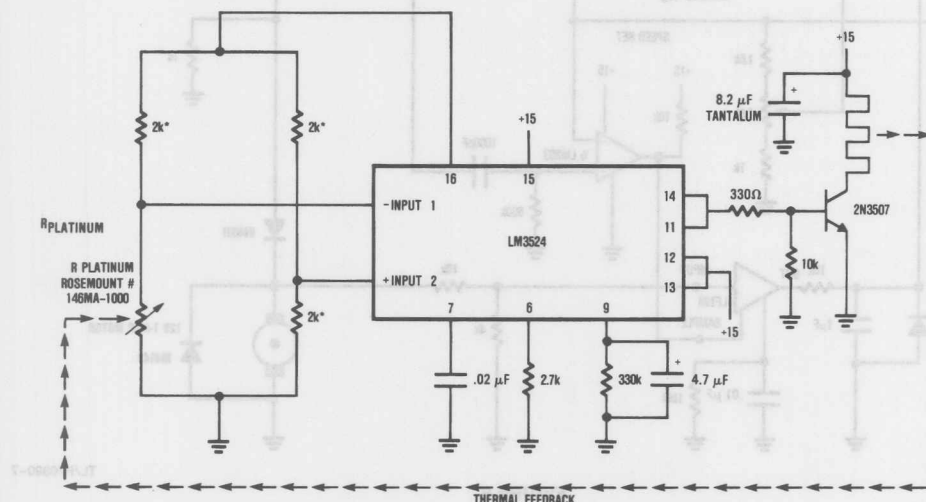 +15
8.2 µF
TANTALUM
+
2k*
2k*
+15
16
15
-INPUT 1
14
11
330Ω
2N3507
LM3524
RPLATINUM
R PLATINUM
ROSEMOUNT #
146MA-1000
+INPUT 2
12
13
10k
2k*
7
6
9
+15
.02 µF
2.7k
330k
+
4.7 µF
THERMAL FEEDBACK